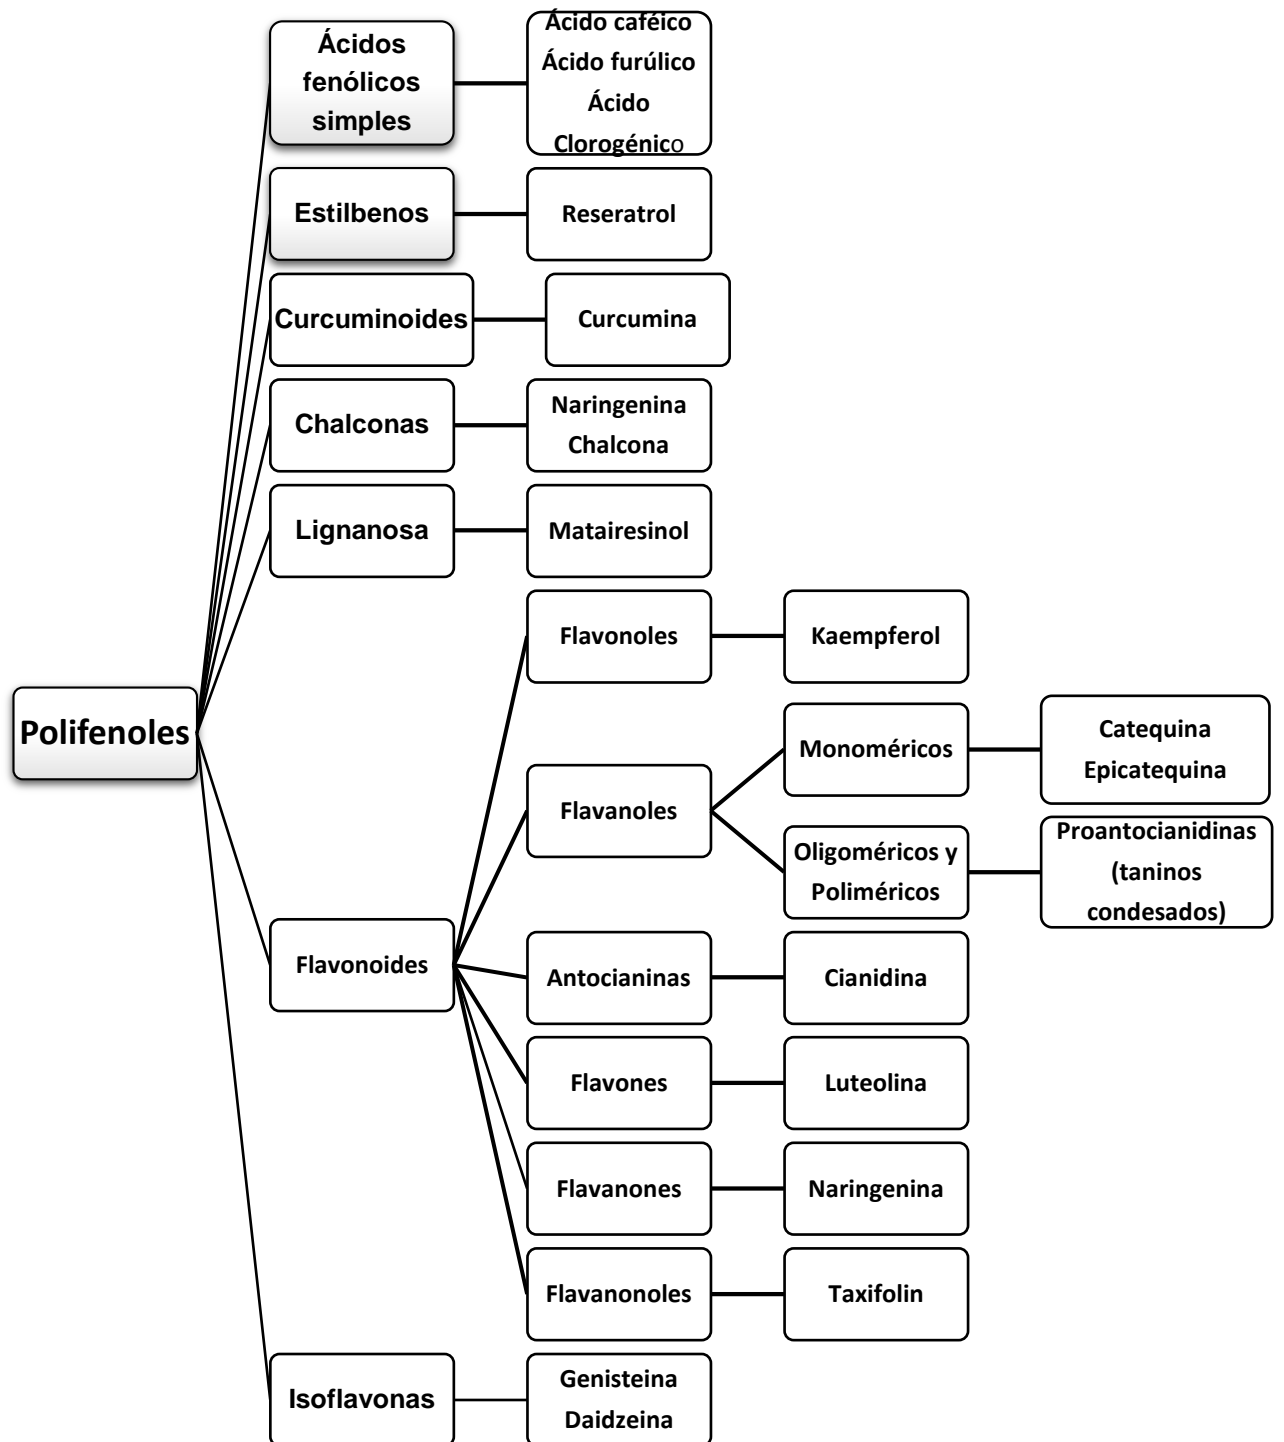 Ácidos
fenólicos
simples
Ácido caféico
Ácido furúlico
Ácido
Clorogénico
Estilbenos
Reseratrol
Curcuminoides
Curcumina
Chalconas
Naringenina
Chalcona
Lignanosa
Matairesinol
Polifenoles
Flavonoides
Flavonoles
Kaempferol
Flavanoles
Monoméricos
Catequina
Epicatequina
Oligoméricos y
Poliméricos
Proantocianidinas
(taninos
condesados)
Antocianinas
Cianidina
Flavones
Luteolina
Flavanones
Naringenina
Flavanonoles
Taxifolin
Isoflavonas
Genisteina
Daidzeina